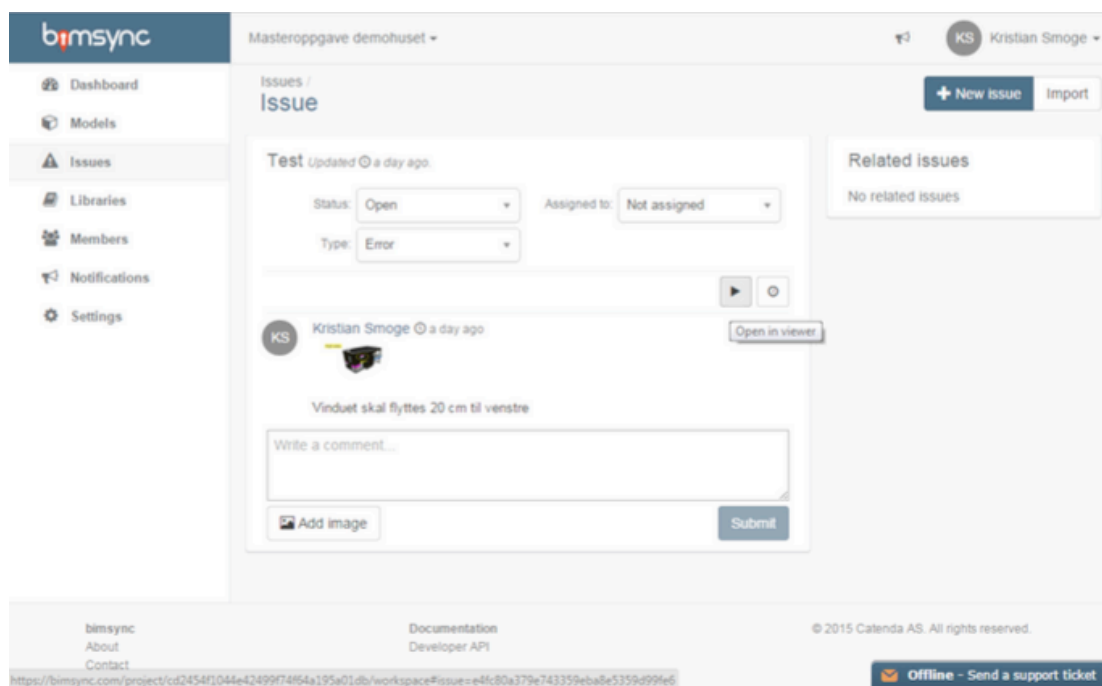 bimsync
Masteroppgave demohuset
KS Kristian Smoge
Dashboard
Models
Issues
Libraries
Members
Notifications
Settings
Issues /
Issue
New issue
Import
Test Updated a day ago.
Status: Open
Assigned to: Not assigned
Type: Error
Open in viewer
KS
Kristian Smoge a day ago
Vinduet skal flyttes 20 cm til venstre
Write a comment...
Add image
Submit
Related issues
No related issues
bimsync
About
Contact
Documentation
Developer API
© 2015 Catenda AS. All rights reserved.
https://bimsync.com/project/cd2454f1044e42499f74f64a195a01db/workspace#issue=e4fc80a379e743359eba8e5359d99fe6
Offline - Send a support ticket